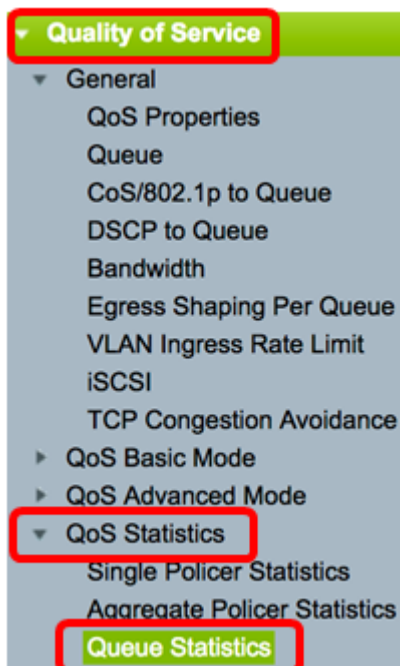 Quality of Service
General
QoS Properties
Queue
CoS/802.1p to Queue
DSCP to Queue
Bandwidth
Egress Shaping Per Queue
VLAN Ingress Rate Limit
iSCSI
TCP Congestion Avoidance
QoS Basic Mode
QoS Advanced Mode
QoS Statistics
Single Policer Statistics
Aggregate Policer Statistics
Queue Statistics